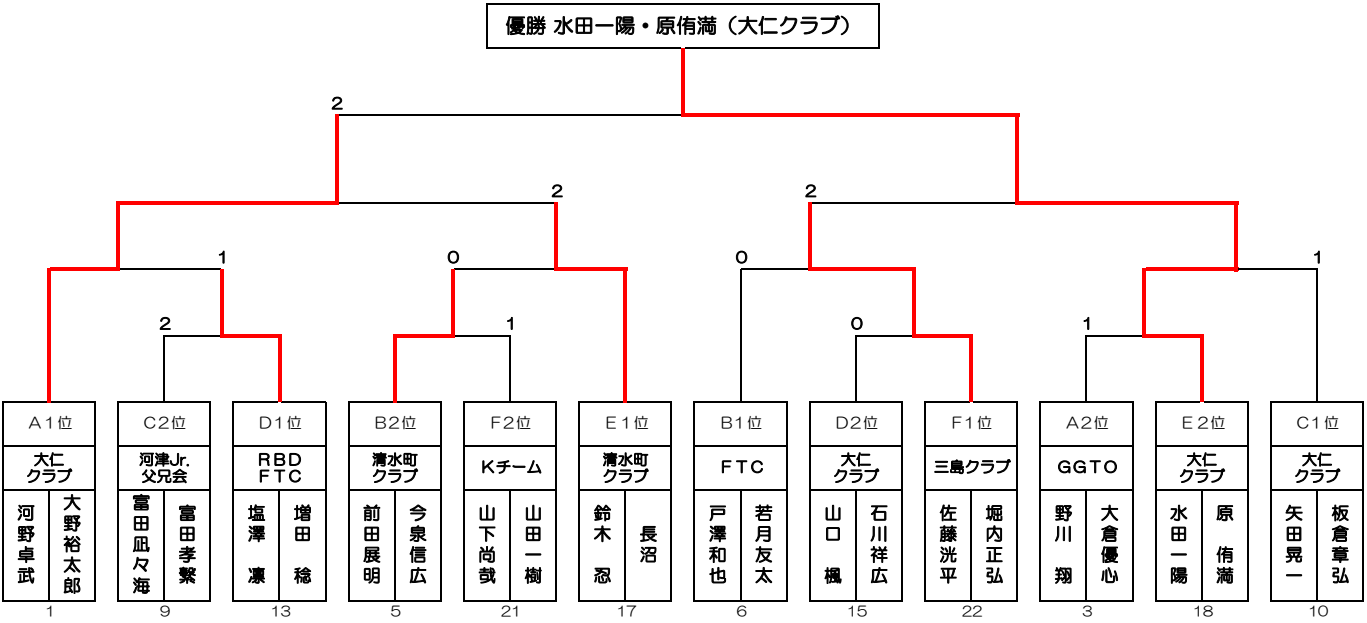 優勝 水田一陽・原侑満（大仁クラブ）
2
2
2
1
0
0
1
2
1
0
1
A1位
C2位
D1位
B2位
F2位
E1位
B1位
D2位
F1位
A2位
E2位
C1位
大仁
クラブ
河津Jr.
父兄会
RBD
FTC
清水町
クラブ
Kチーム
清水町
クラブ
FTC
大仁
クラブ
三島クラブ
GGTO
大仁
クラブ
大仁
クラブ
河野卓武
大野裕太郎
富田凪々海
富田孝繁
塩澤 凛
増田 稔
前田展明
今泉信広
山下尚哉
山田一樹
鈴木 忍
長沼
戸澤和也
若月友太
山口 楓
石川祥広
佐藤洸平
堀内正弘
野川 翔
大倉優心
水田一陽
原 侑満
矢田晃一
板倉章弘
1
9
13
5
21
17
6
15
22
3
18
10